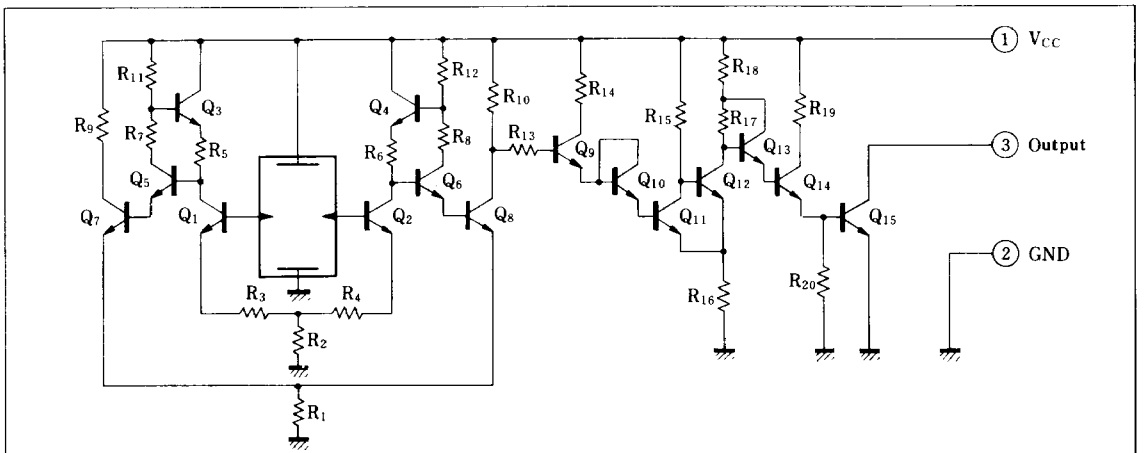 ① V_CC
R₁₁
R₁₂
R₁₈
Q₃
Q₄
R₁₀
R₁₄
R₉
R₇
R₅
R₆
R₈
R₁₃
R₁₅
R₁₇
R₁₉
Q₉
Q₁₃
③ Output
Q₅
Q₆
Q₁₀
Q₁₂
Q₁₄
Q₇
Q₁
Q₂
Q₈
Q₁₁
Q₁₅
② GND
R₃
R₄
R₁₆
R₂₀
R₂
R₁